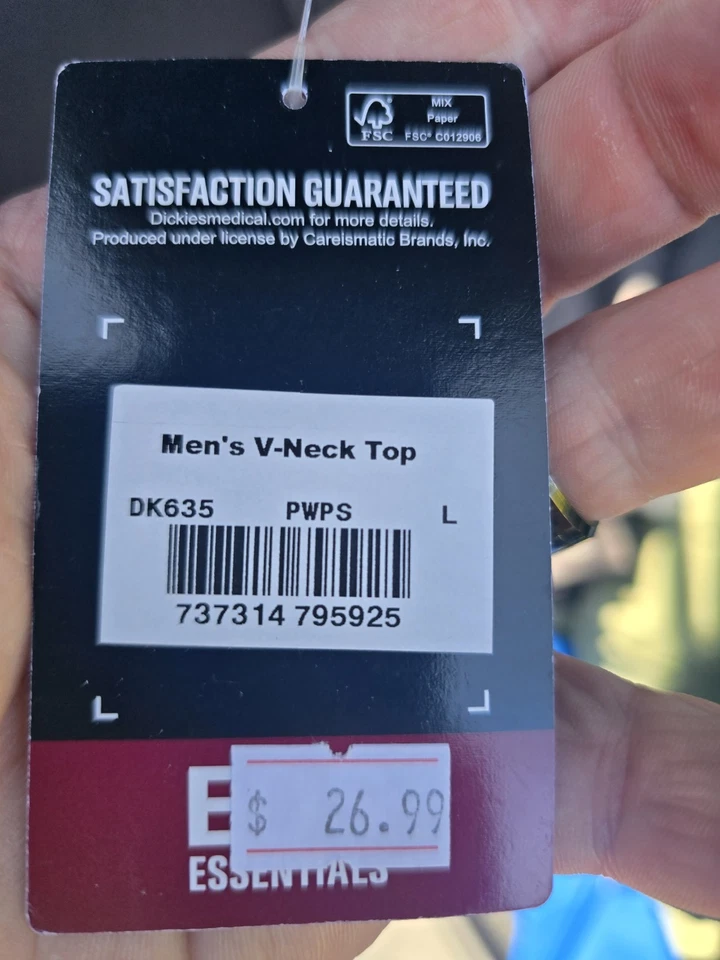 MIX
Paper
FSC FSC® C012906
SATISFACTION GUARANTEED
Dickiesmedical.com for more details.
Produced under license by Careismatic Brands, Inc.
Men's V-Neck Top
DK635 PWPS L
737314 795925
E
$ 26.99
ESSENTIALS